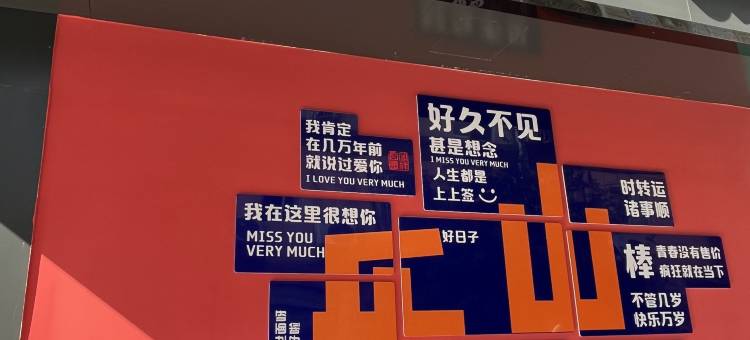 我肯定
在几万年前
就说过爱你
I LOVE YOU VERY MUCH
好久不见
甚是想念
I MISS YOU VERY MUCH
人生都是
上上签
时转运
诸事顺
我在这里很想你
MISS YOU
VERY MUCH
好日子
棒
青春没有售价
疯狂就在当下
不管几岁
快乐万岁